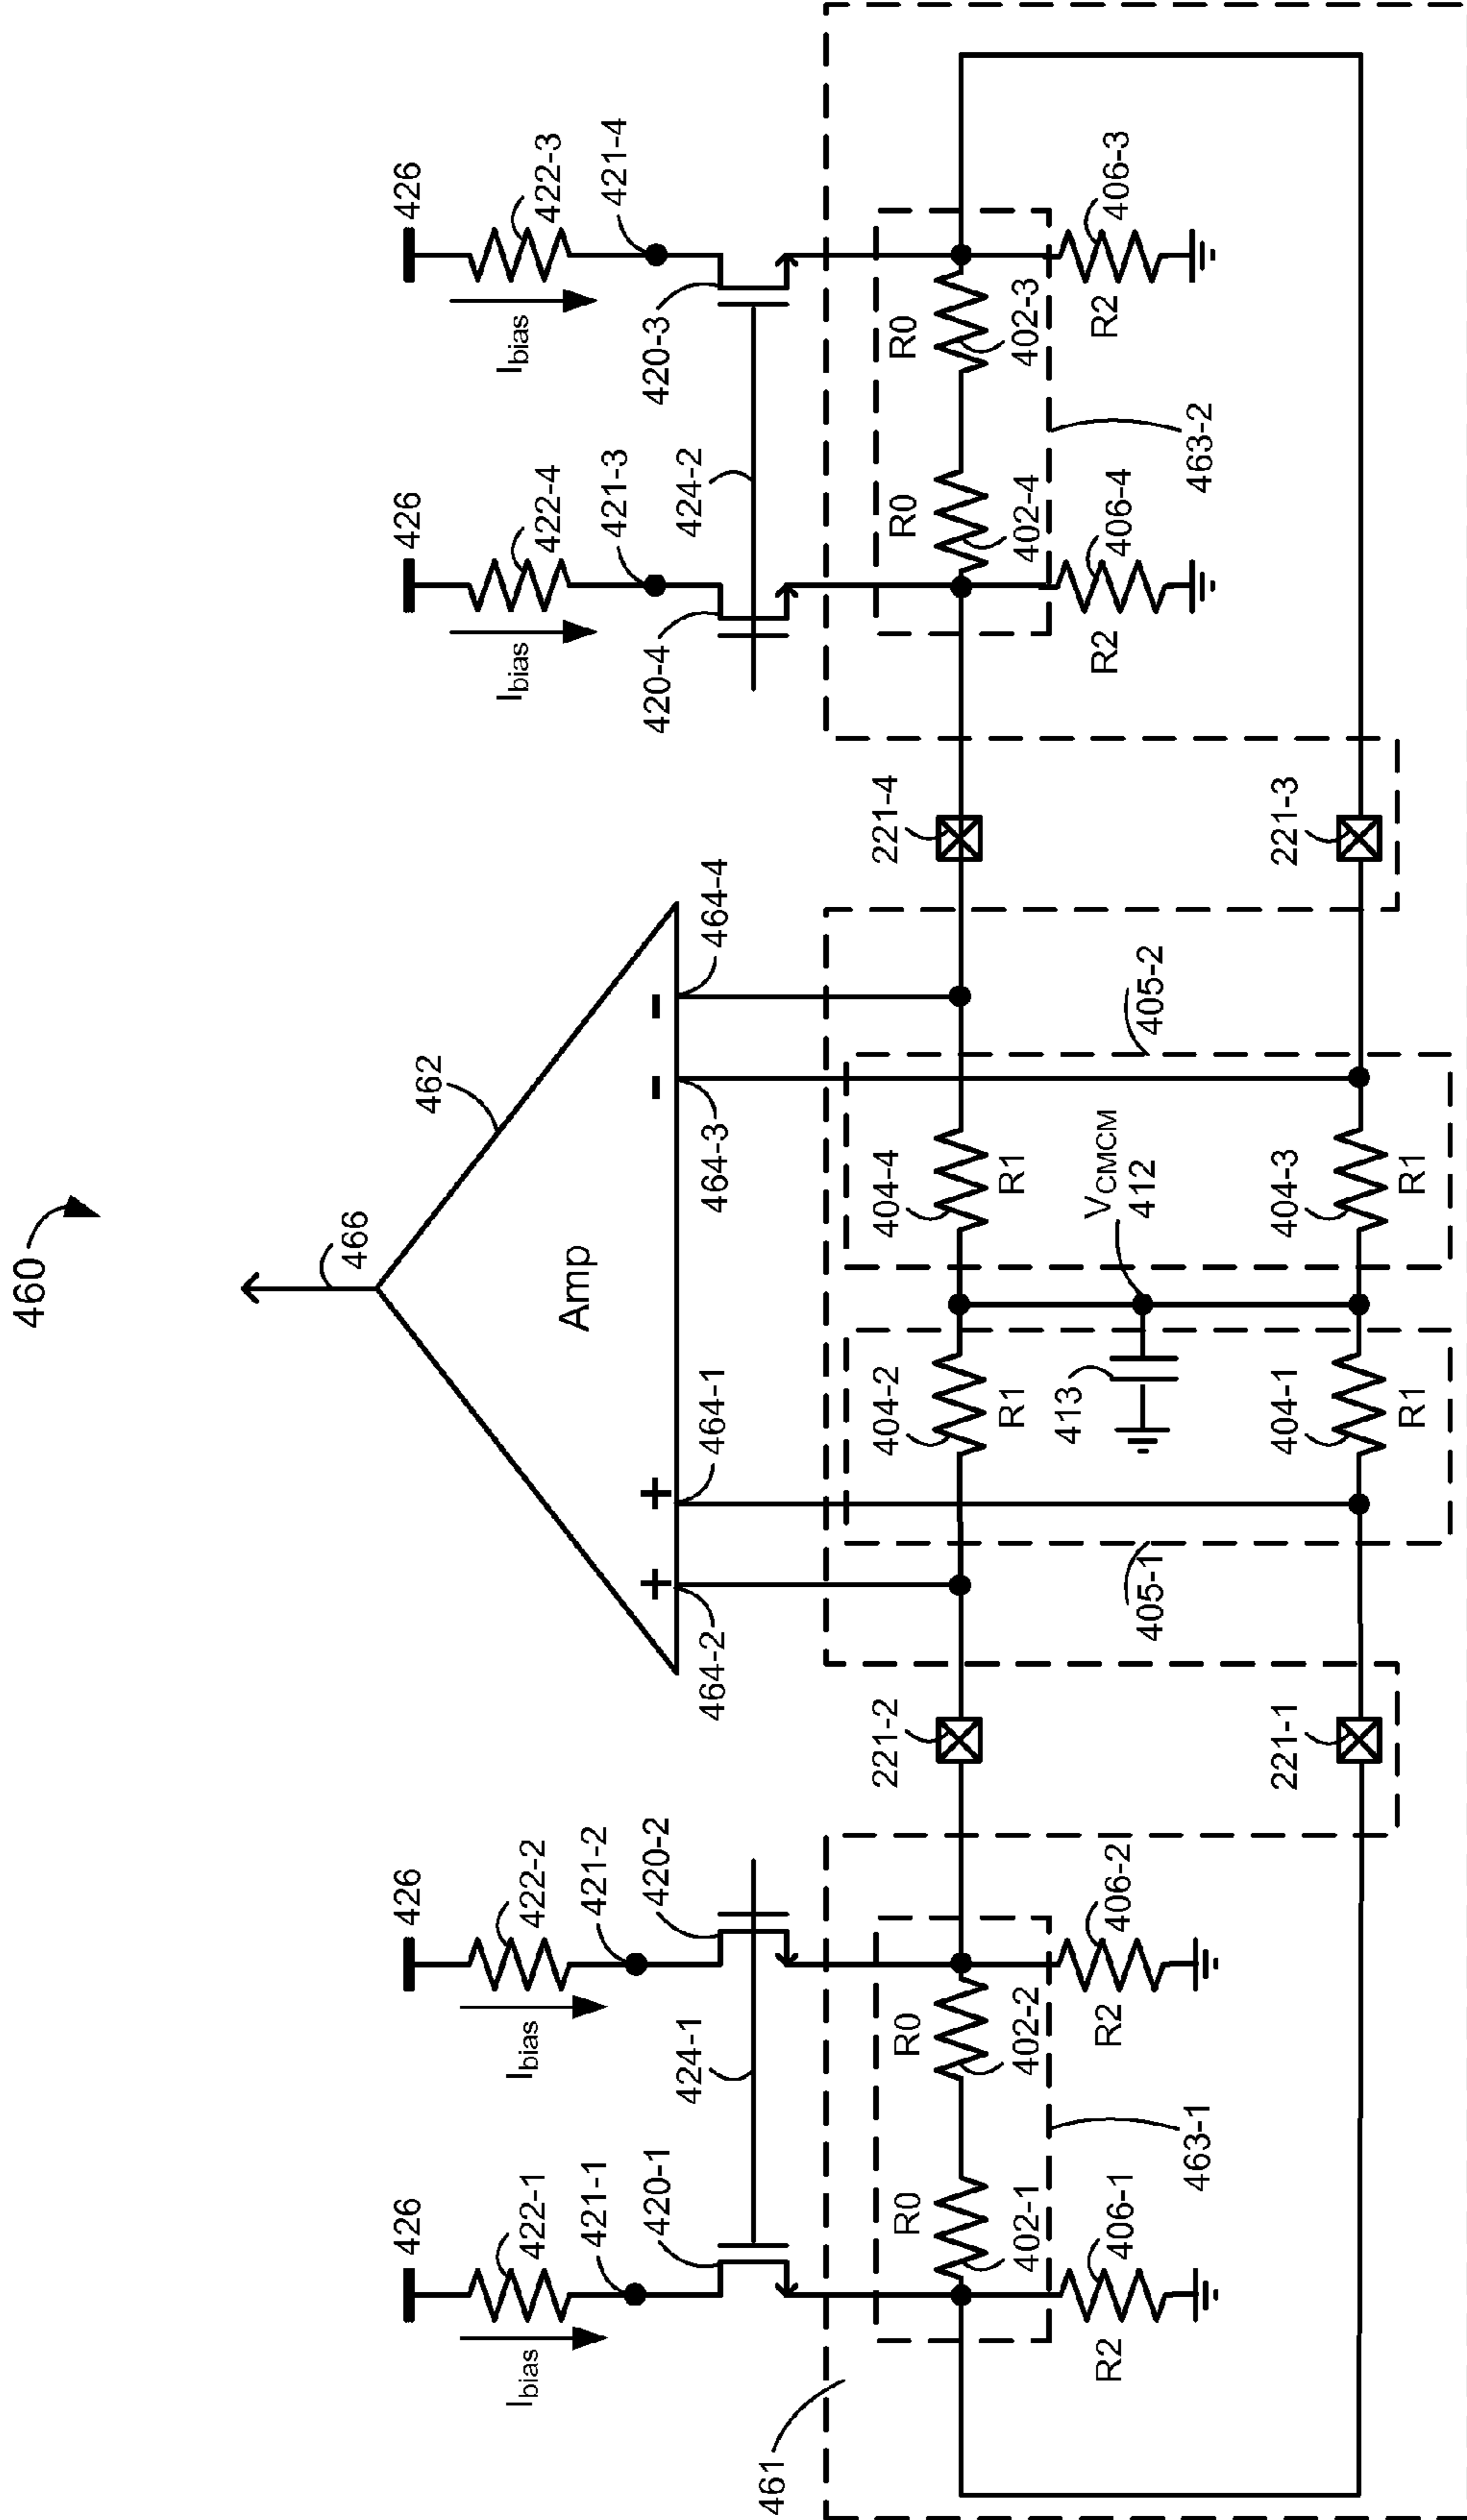 460
466
462
Amp
+
+
-
-
464-2
464-1
464-3
464-4
426
426
426
426
422-1
422-2
422-4
422-3
Ibias
Ibias
Ibias
Ibias
421-1
421-2
421-3
421-4
420-1
420-2
420-4
420-3
424-1
424-2
461
R0
R0
R0
R0
402-1
402-2
402-4
402-3
221-2
221-4
404-2
404-4
R1
R1
R2
406-1
R2
406-2
R2
406-4
R2
406-3
463-1
463-2
405-1
405-2
413
VCMCM
412
221-1
221-3
404-1
404-3
R1
R1